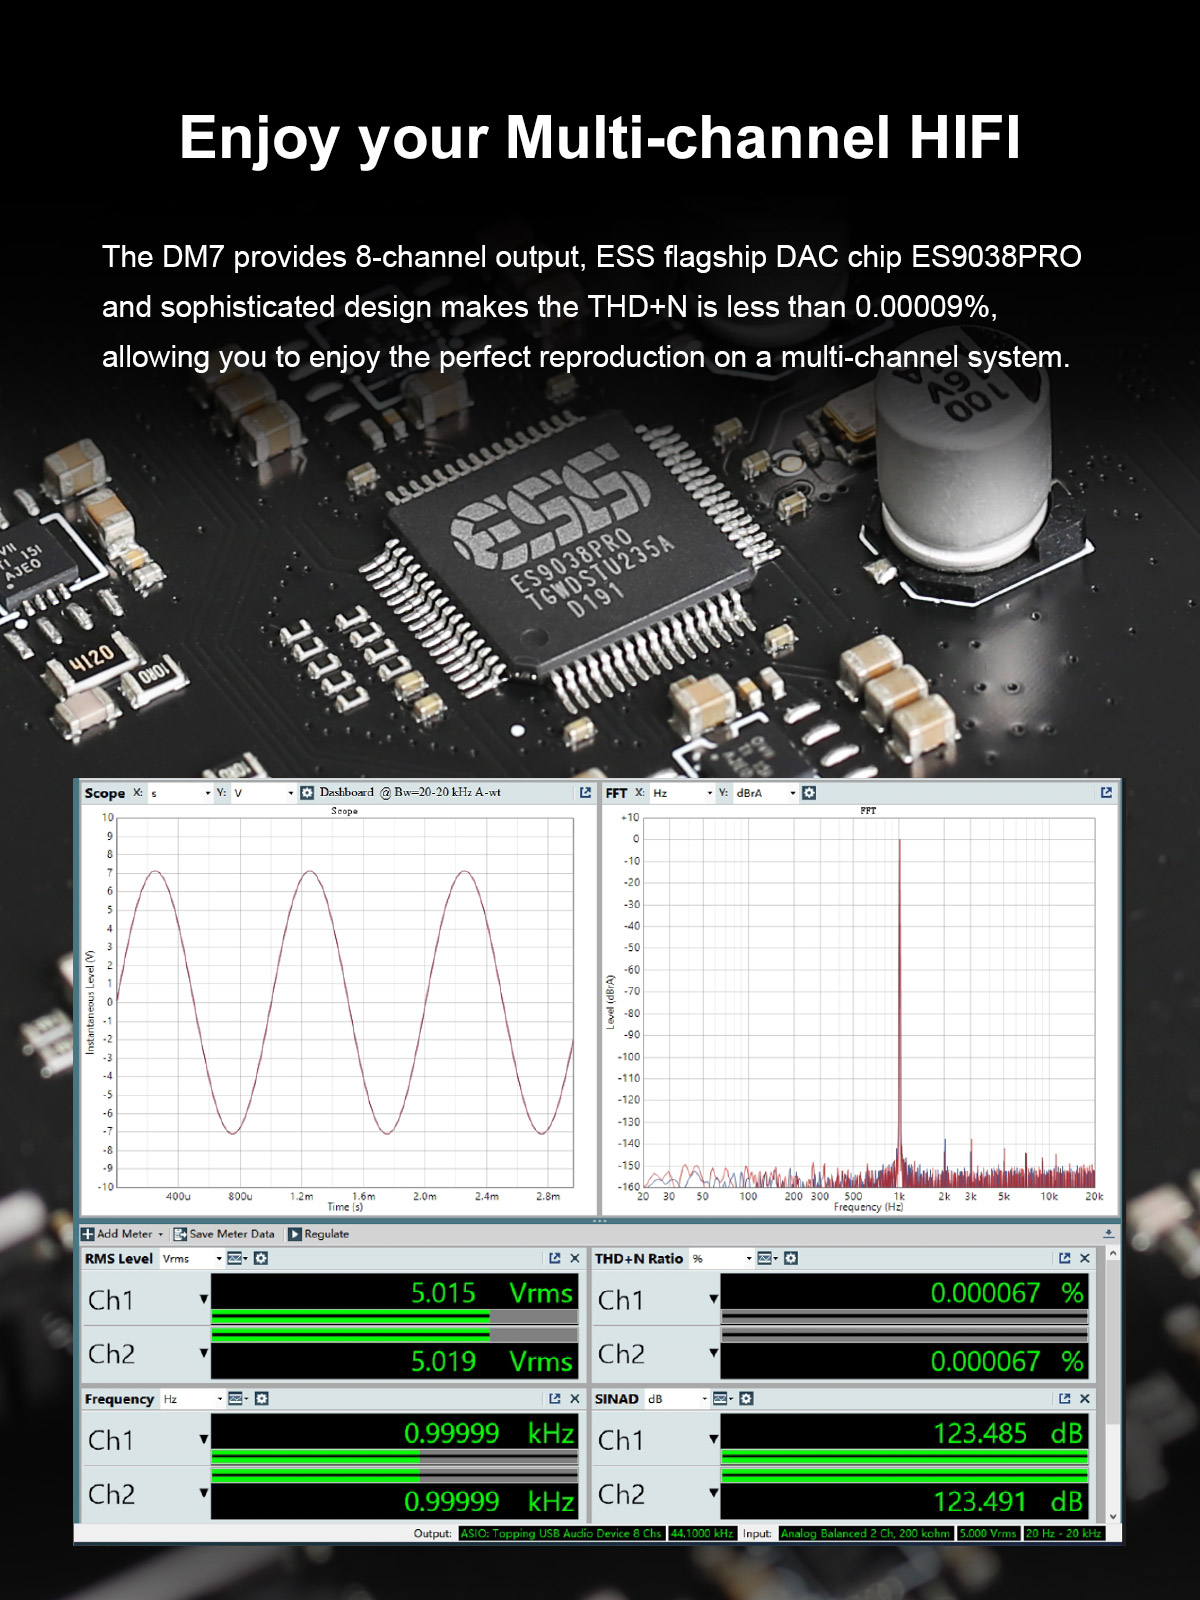 Enjoy your Multi-channel HIFI
The DM7 provides 8-channel output, ESS flagship DAC chip ES9038PRO
and sophisticated design makes the THD+N is less than 0.00009%,
allowing you to enjoy the perfect reproduction on a multi-channel system.
100
16V
ESS
ES9038PRO
TGWDSTU235A
D191
VII
TI 15I
AJEO
4120
0801
Scope X: s Y: V Dashboard @ Bw=20-20 kHz A-wt
Scope
10
9
8
7
6
5
4
3
2
1
0
-1
-2
-3
-4
-5
-6
-7
-8
-9
-10
Instantaneous Level (V)
400u 800u 1.2m 1.6m 2.0m 2.4m 2.8m
Time (s)
FFT X: Hz Y: dBrA
FFT
+10
0
-10
-20
-30
-40
-50
-60
-70
-80
-90
-100
-110
-120
-130
-140
-150
-160
Level (dBrA)
20 30 50 100 200 300 500 1k 2k 3k 5k 10k 20k
Frequency (Hz)
Add Meter Save Meter Data Regulate
RMS Level Vrms
Ch1 5.015 Vrms
Ch2 5.019 Vrms
THD+N Ratio %
Ch1 0.000067 %
Ch2 0.000067 %
Frequency Hz
Ch1 0.99999 kHz
Ch2 0.99999 kHz
SINAD dB
Ch1 123.485 dB
Ch2 123.491 dB
Output: ASIO: Topping USB Audio Device 8 Chs 44.1000 kHz Input: Analog Balanced 2 Ch, 200 kohm 5.000 Vrms 20 Hz - 20 kHz